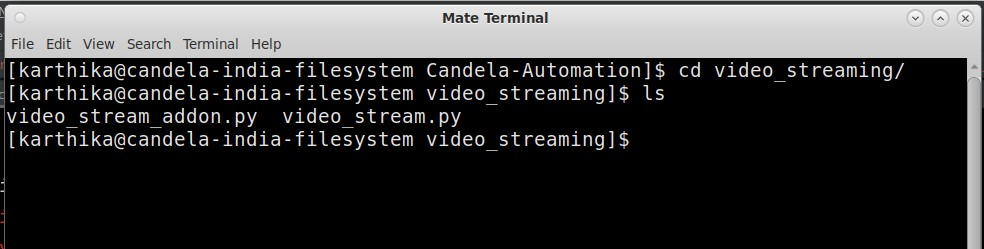 Mate Terminal
File Edit View Search Terminal Help
[karthika@candela-india-filesystem Candela-Automation]$ cd video_streaming/
[karthika@candela-india-filesystem video_streaming]$ ls
video_stream_addon.py  video_stream.py
[karthika@candela-india-filesystem video_streaming]$